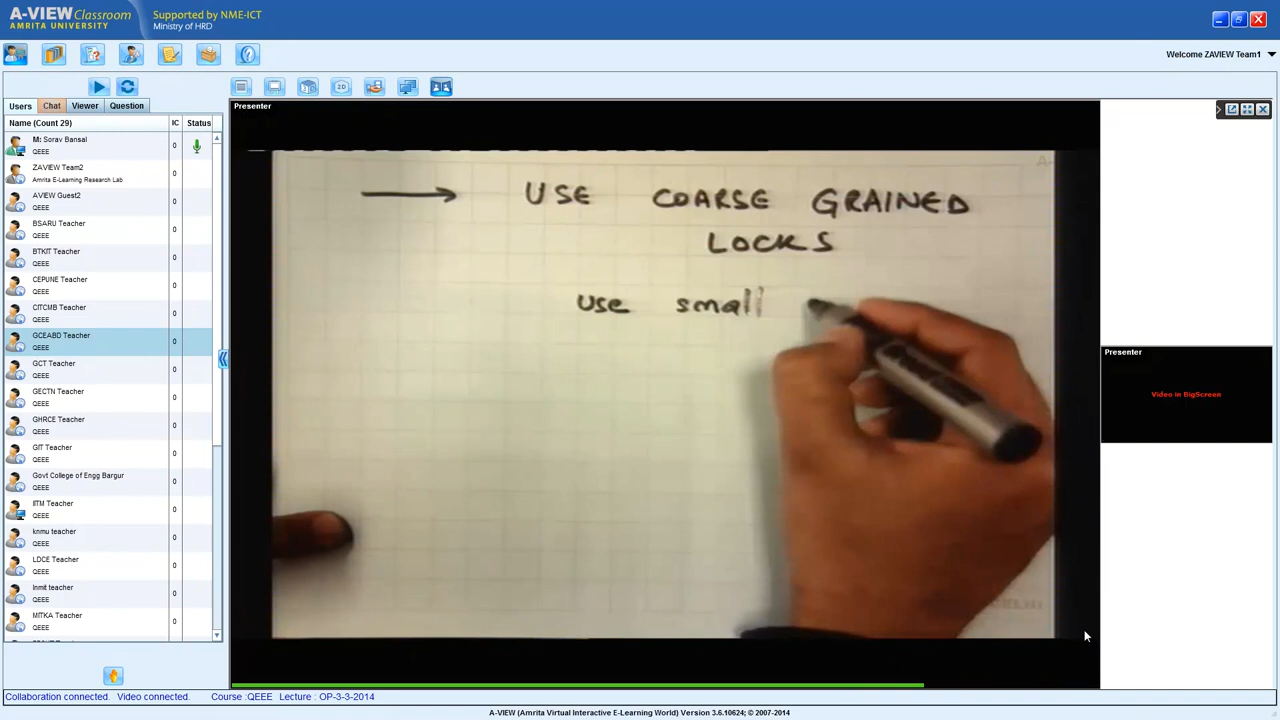 A-VIEW Classroom
AMRITA UNIVERSITY
Supported by NME-ICT
Ministry of HRD
Welcome ZAVIEW Team1
20
Users Chat Viewer Question
Name (Count 29) IC Status
M: Sorav Bansal
QEEE
0
ZAVIEW Team2
Amrita E-Learning Research Lab
0
AVIEW Guest2
QEEE
0
BSARU Teacher
QEEE
0
BTKIT Teacher
QEEE
0
CEPUNE Teacher
QEEE
0
CITCMB Teacher
QEEE
0
GCEABD Teacher
QEEE
0
GCT Teacher
QEEE
0
GECTN Teacher
QEEE
0
GHRCE Teacher
QEEE
0
GIT Teacher
QEEE
0
Govt College of Engg Bargur
QEEE
0
IITM Teacher
QEEE
0
knmu teacher
QEEE
0
LDCE Teacher
QEEE
0
lnmit teacher
QEEE
0
MITKA Teacher
QEEE
0
Presenter
USE COARSE GRAINED
LOCKS
use small
Presenter
Video in BigScreen
Collaboration connected. Video connected. Course :QEEE Lecture : OP-3-3-2014
A-VIEW (Amrita Virtual Interactive E-Learning World) Version 3.6.10624; © 2007-2014